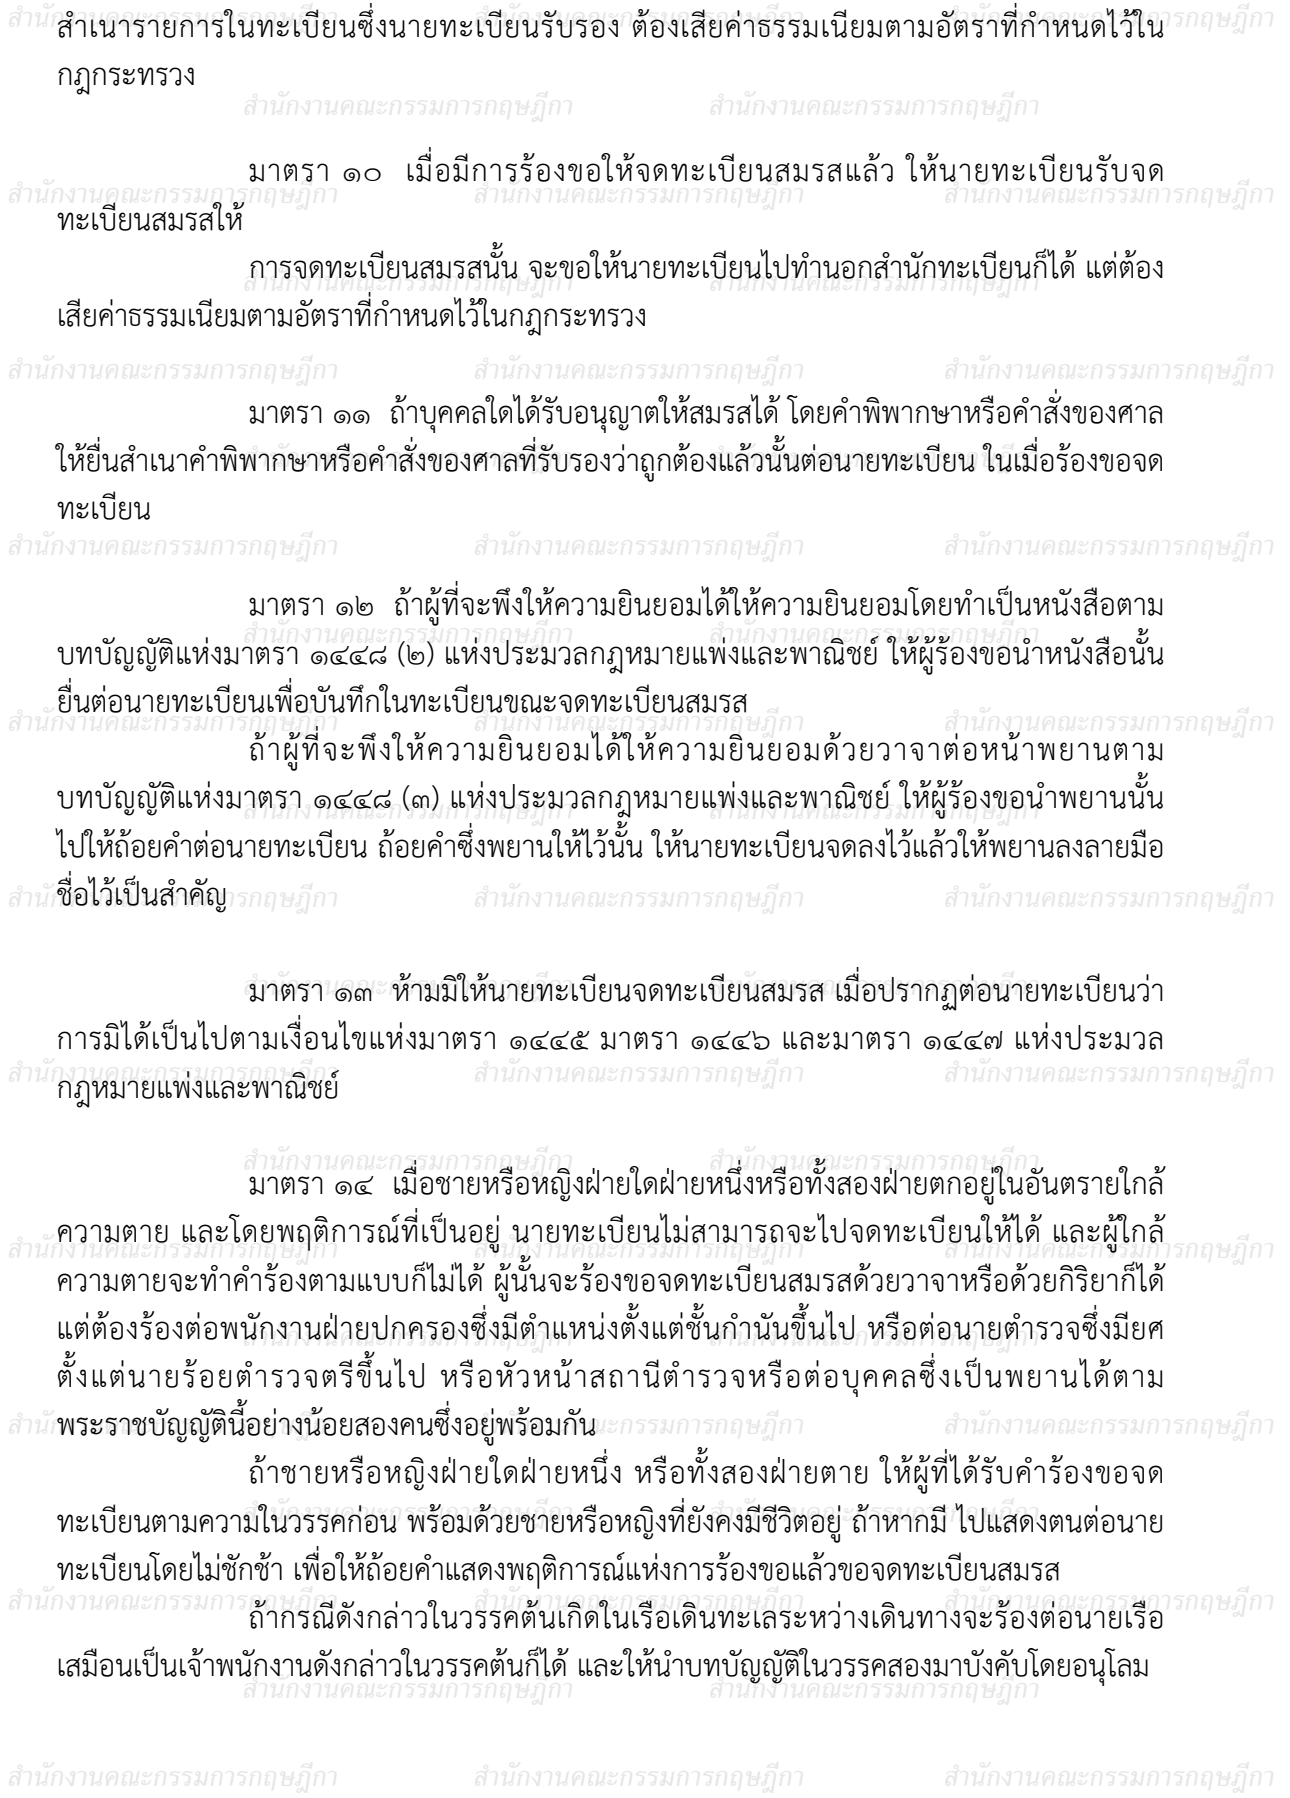 สำเนารายการในทะเบียนซึ่งนายทะเบียนรับรอง ต้องเสียค่าธรรมเนียมตามอัตราที่กำหนดไว้ใน
กฎกระทรวง
มาตรา ๑๐ เมื่อมีการร้องขอให้จดทะเบียนสมรสแล้ว ให้นายทะเบียนรับจด
ทะเบียนสมรสให้
การจดทะเบียนสมรสนั้น จะขอให้นายทะเบียนไปทำนอกสำนักทะเบียนก็ได้ แต่ต้อง
เสียค่าธรรมเนียมตามอัตราที่กำหนดไว้ในกฎกระทรวง
มาตรา ๑๑ ถ้าบุคคลใดได้รับอนุญาตให้สมรสได้ โดยคำพิพากษาหรือคำสั่งของศาล
ให้ยื่นสำเนาคำพิพากษาหรือคำสั่งของศาลที่รับรองว่าถูกต้องแล้วนั้นต่อนายทะเบียน ในเมื่อร้องขอจด
ทะเบียน
มาตรา ๑๒ ถ้าผู้ที่จะพึงให้ความยินยอมได้ให้ความยินยอมโดยทำเป็นหนังสือตาม
บทบัญญัติแห่งมาตรา ๑๔๔๘ (๒) แห่งประมวลกฎหมายแพ่งและพาณิชย์ ให้ผู้ร้องขอนำหนังสือนั้น
ยื่นต่อนายทะเบียนเพื่อบันทึกในทะเบียนขณะจดทะเบียนสมรส
ถ้าผู้ที่จะพึงให้ความยินยอมได้ให้ความยินยอมด้วยวาจาต่อหน้าพยานตาม
บทบัญญัติแห่งมาตรา ๑๔๔๘ (๓) แห่งประมวลกฎหมายแพ่งและพาณิชย์ ให้ผู้ร้องขอนำพยานนั้น
ไปให้ถ้อยคำต่อนายทะเบียน ถ้อยคำซึ่งพยานให้ไว้นั้น ให้นายทะเบียนจดลงไว้แล้วให้พยานลงลายมือ
ชื่อไว้เป็นสำคัญ
มาตรา ๑๓ ห้ามมิให้นายทะเบียนจดทะเบียนสมรส เมื่อปรากฏต่อนายทะเบียนว่า
การมิได้เป็นไปตามเงื่อนไขแห่งมาตรา ๑๔๔๕ มาตรา ๑๔๔๖ และมาตรา ๑๔๔๗ แห่งประมวล
กฎหมายแพ่งและพาณิชย์
มาตรา ๑๔ เมื่อชายหรือหญิงฝ่ายใดฝ่ายหนึ่งหรือทั้งสองฝ่ายตกอยู่ในอันตรายใกล้
ความตาย และโดยพฤติการณ์ที่เป็นอยู่ นายทะเบียนไม่สามารถจะไปจดทะเบียนให้ได้ และผู้ใกล้
ความตายจะทำคำร้องตามแบบก็ไม่ได้ ผู้นั้นจะร้องขอจดทะเบียนสมรสด้วยวาจาหรือด้วยกิริยาก็ได้
แต่ต้องร้องต่อพนักงานฝ่ายปกครองซึ่งมีตำแหน่งตั้งแต่ชั้นกำนันขึ้นไป หรือต่อนายตำรวจซึ่งมียศ
ตั้งแต่นายร้อยตำรวจตรีขึ้นไป หรือหัวหน้าสถานีตำรวจหรือต่อบุคคลซึ่งเป็นพยานได้ตาม
พระราชบัญญัตินี้อย่างน้อยสองคนซึ่งอยู่พร้อมกัน
ถ้าชายหรือหญิงฝ่ายใดฝ่ายหนึ่ง หรือทั้งสองฝ่ายตาย ให้ผู้ที่ได้รับคำร้องขอจด
ทะเบียนตามความในวรรคก่อน พร้อมด้วยชายหรือหญิงที่ยังคงมีชีวิตอยู่ ถ้าหากมี ไปแสดงตนต่อนาย
ทะเบียนโดยไม่ชักช้า เพื่อให้ถ้อยคำแสดงพฤติการณ์แห่งการร้องขอแล้วขอจดทะเบียนสมรส
ถ้ากรณีดังกล่าวในวรรคต้นเกิดในเรือเดินทะเลระหว่างเดินทางจะร้องต่อนายเรือ
เสมือนเป็นเจ้าพนักงานดังกล่าวในวรรคต้นก็ได้ และให้นำบทบัญญัติในวรรคสองมาบังคับโดยอนุโลม
สำนักงานคณะกรรมการกฤษฎีกา สำนักงานคณะกรรมการกฤษฎีกา สำนักงานคณะกรรมการกฤษฎีกา